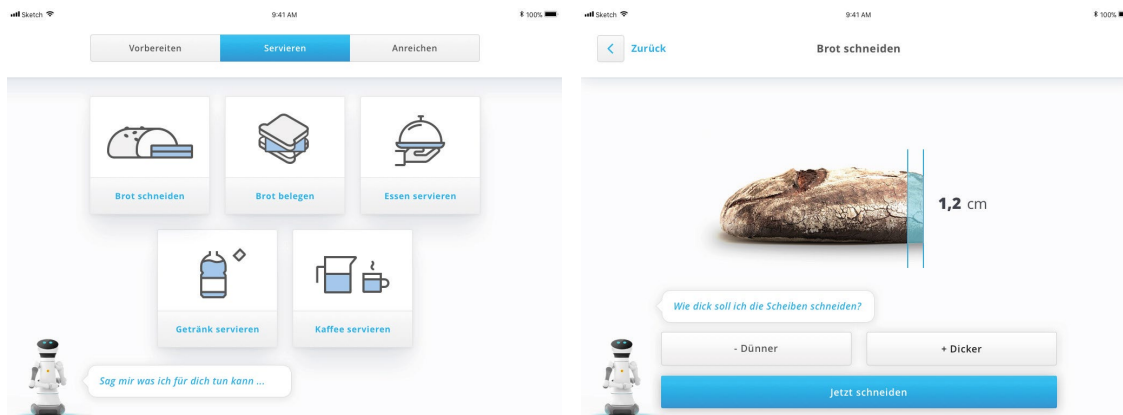 Sketch
9:41 AM
100%
Vorbereiten
Servieren
Anreichen
Brot schneiden
Brot belegen
Essen servieren
Getränk servieren
Kaffee servieren
Sag mir was ich für dich tun kann ...
Sketch
9:41 AM
100%
Zurück
Brot schneiden
1,2 cm
Wie dick soll ich die Scheiben schneiden?
- Dünner
+ Dicker
Jetzt schneiden